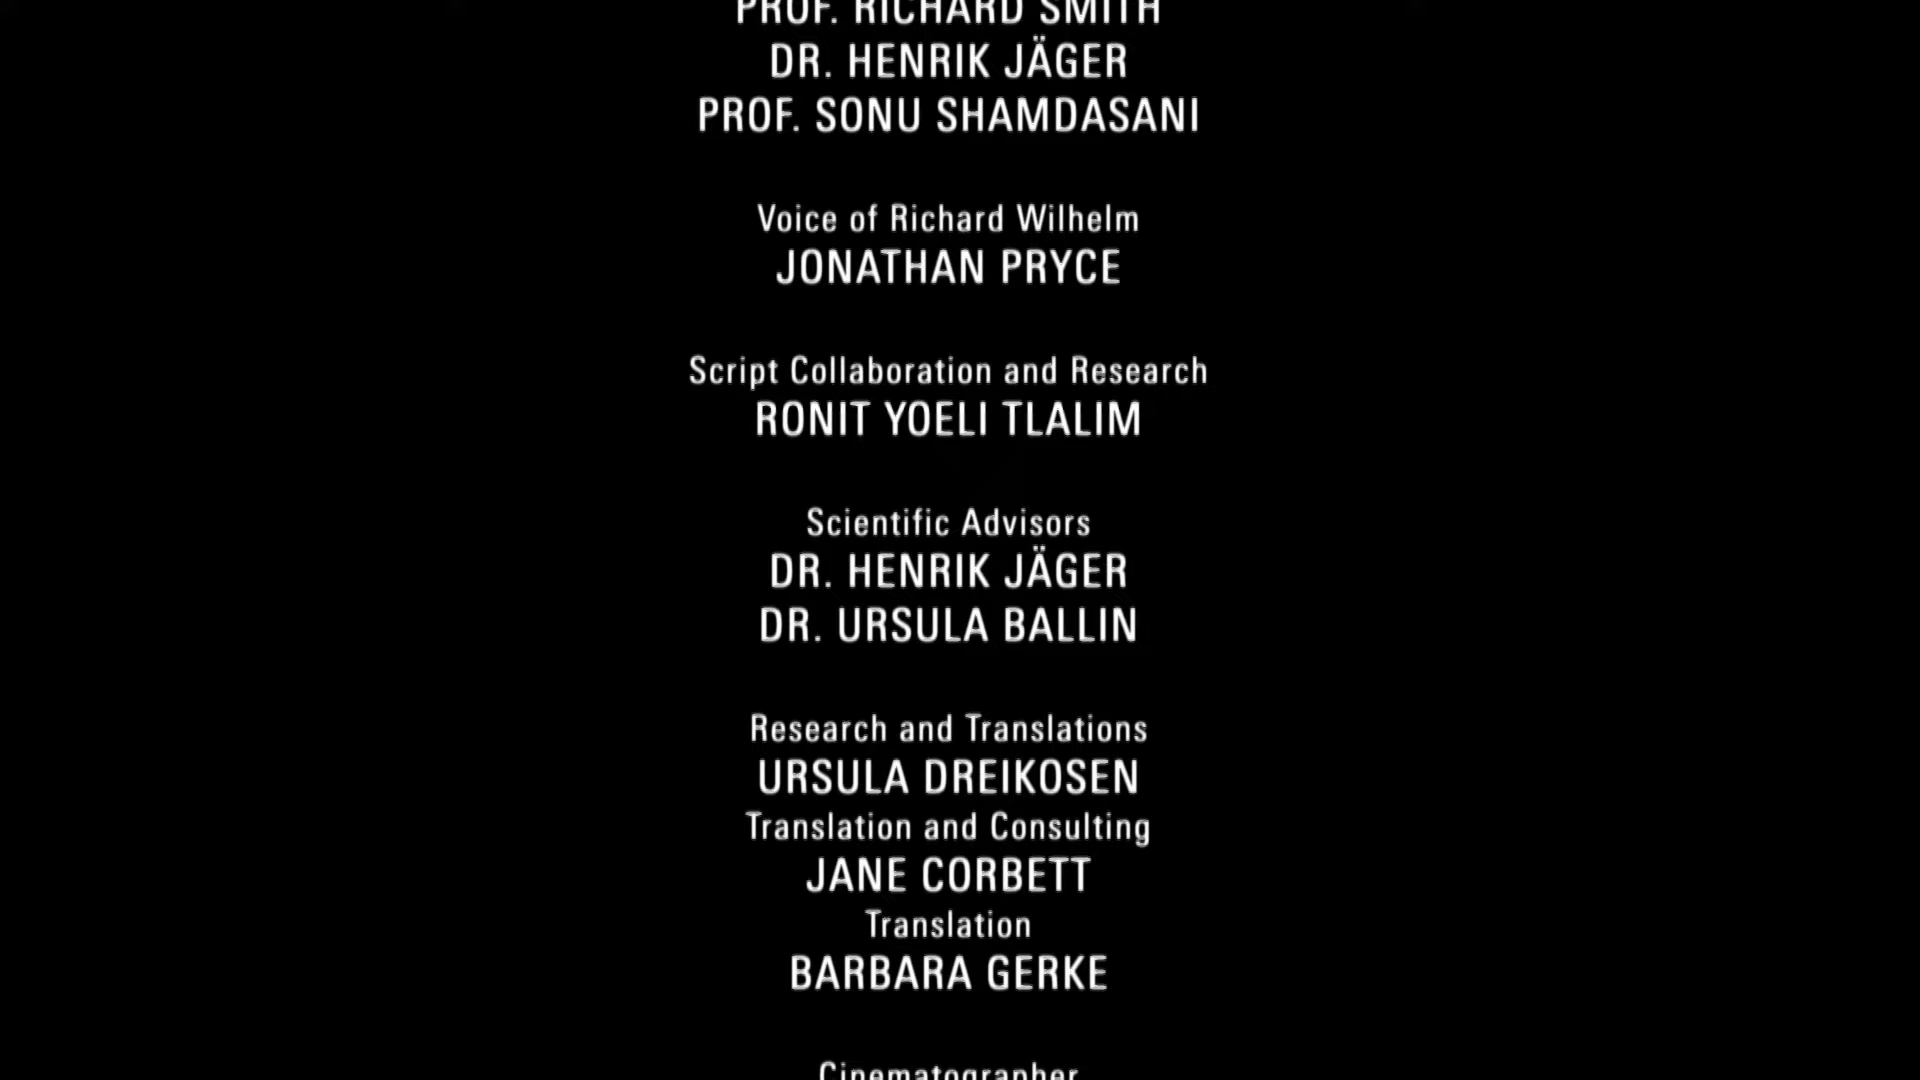 PROF. RICHARD SMITH
DR. HENRIK JÄGER
PROF. SONU SHAMDASANI
Voice of Richard Wilhelm
JONATHAN PRYCE
Script Collaboration and Research
RONIT YOELI TLALIM
Scientific Advisors
DR. HENRIK JÄGER
DR. URSULA BALLIN
Research and Translations
URSULA DREIKOSEN
Translation and Consulting
JANE CORBETT
Translation
BARBARA GERKE
Cinematographer